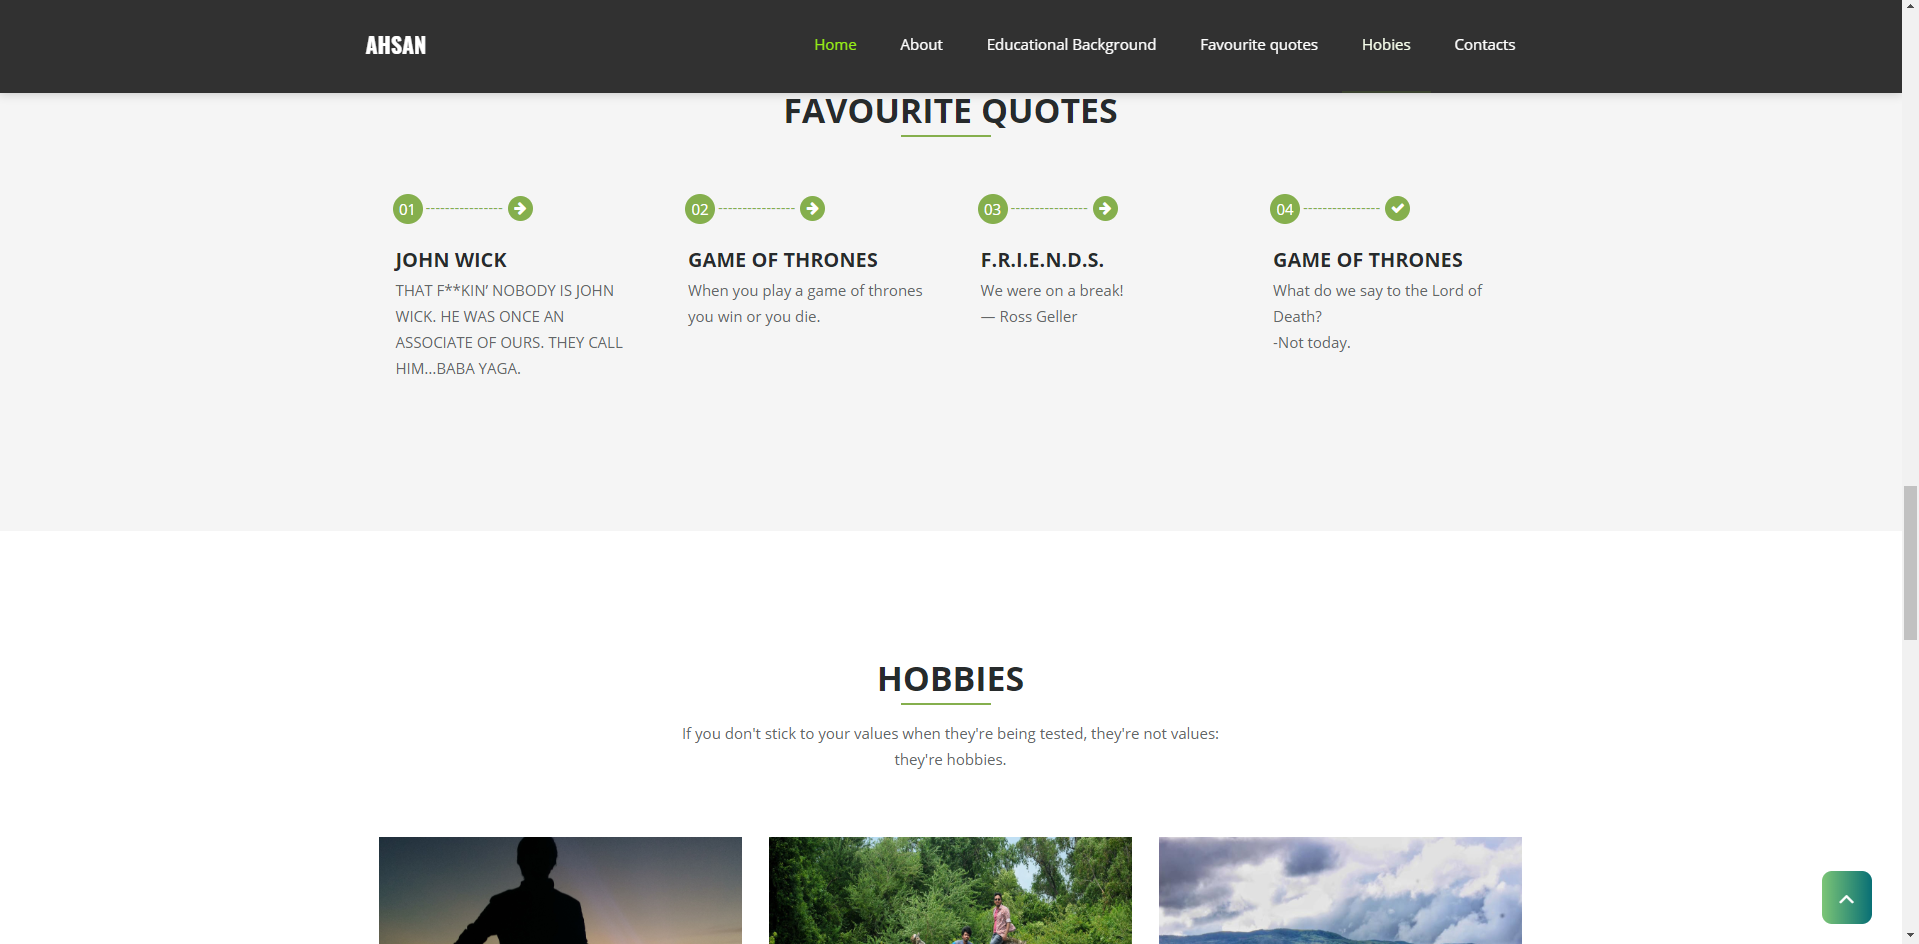 AHSAN
Home
About
Educational Background
Favourite quotes
Hobies
Contacts
FAVOURITE QUOTES
01 ----------------
02 ----------------
03 ----------------
04 ----------------
JOHN WICK
THAT F**KIN’ NOBODY IS JOHN
WICK. HE WAS ONCE AN
ASSOCIATE OF OURS. THEY CALL
HIM...BABA YAGA.
GAME OF THRONES
When you play a game of thrones
you win or you die.
F.R.I.E.N.D.S.
We were on a break!
— Ross Geller
GAME OF THRONES
What do we say to the Lord of
Death?
-Not today.
HOBBIES
If you don't stick to your values when they're being tested, they're not values:
they're hobbies.